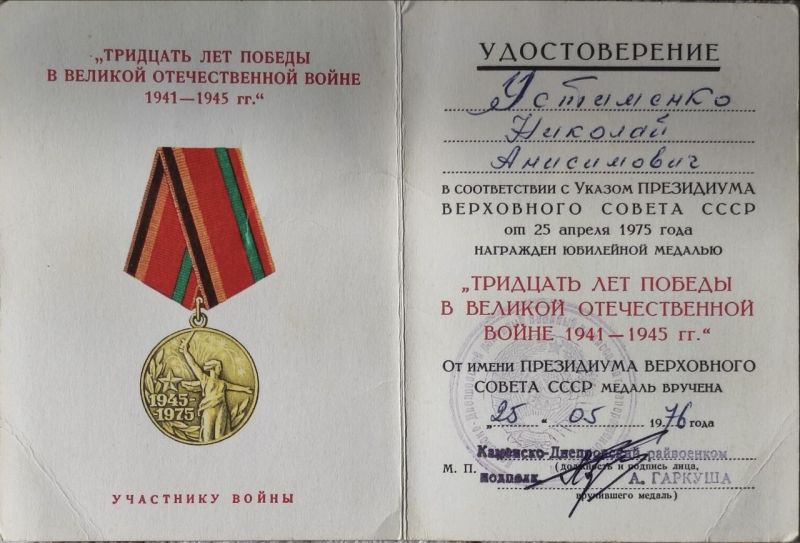 „ТРИДЦАТЬ ЛЕТ ПОБЕДЫ
В ВЕЛИКОЙ ОТЕЧЕСТВЕННОЙ ВОЙНЕ
1941—1945 гг.“
1945-
1975
УЧАСТНИКУ ВОЙНЫ
УДОСТОВЕРЕНИЕ
Устименко
Николай
Анисимович
В СООТВЕТСТВИИ С УКАЗОМ ПРЕЗИДИУМА
ВЕРХОВНОГО СОВЕТА СССР
от 25 апреля 1975 года
НАГРАЖДЕН ЮБИЛЕЙНОЙ МЕДАЛЬЮ
„ТРИДЦАТЬ ЛЕТ ПОБЕДЫ
В ВЕЛИКОЙ ОТЕЧЕСТВЕННОЙ
ВОЙНЕ 1941—1945 гг.“
ОТ ИМЕНИ ПРЕЗИДИУМА ВЕРХОВНОГО
СОВЕТА СССР МЕДАЛЬ ВРУЧЕНА
„25“ 05 1976 года
Каменско-Днепровский райвоенком
М. П. (должность и подпись лица,
подполк. А. ГАРКУША
вручившего медаль)